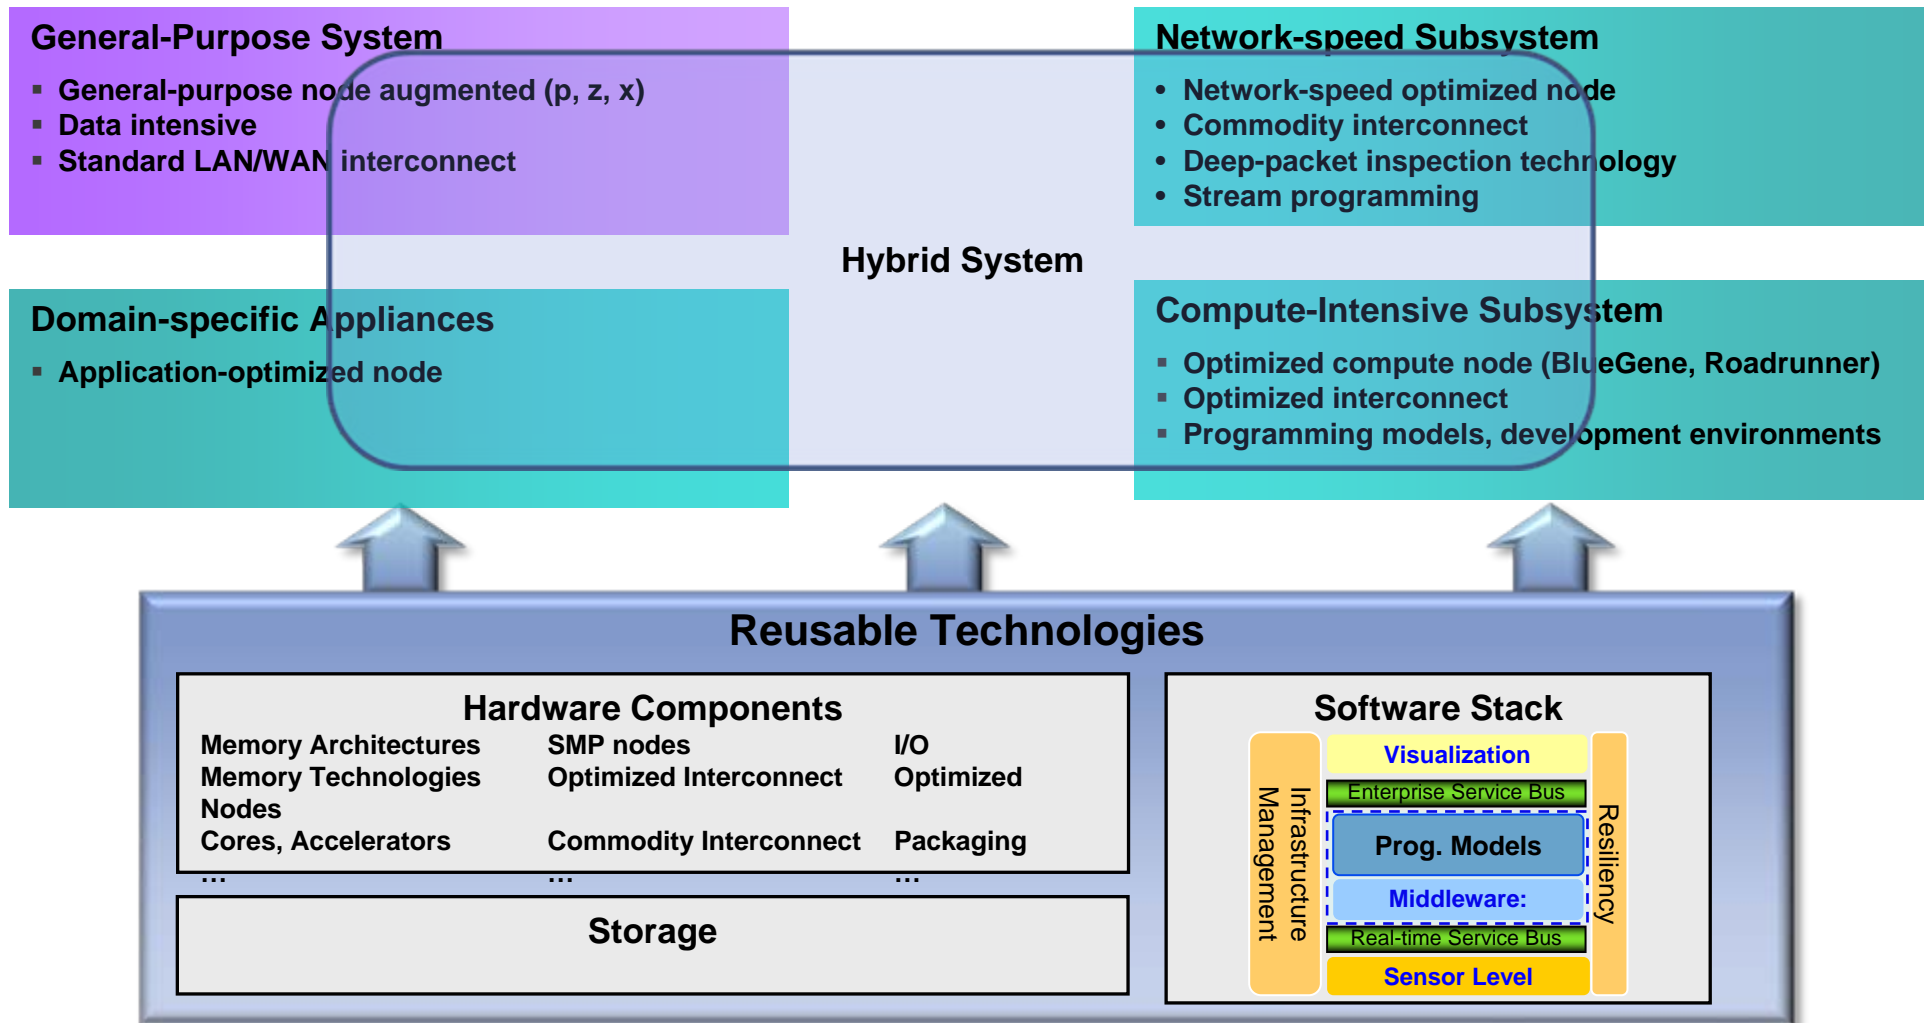 General-Purpose System
▪ General-purpose node augmented (p, z, x)
▪ Data intensive
▪ Standard LAN/WAN interconnect
Network-speed Subsystem
• Network-speed optimized node
• Commodity interconnect
• Deep-packet inspection technology
• Stream programming
Hybrid System
Domain-specific Appliances
▪ Application-optimized node
Compute-Intensive Subsystem
▪ Optimized compute node (BlueGene, Roadrunner)
▪ Optimized interconnect
▪ Programming models, development environments
Reusable Technologies
Hardware Components
Memory Architectures SMP nodes I/O
Memory Technologies Optimized Interconnect Optimized
Nodes
Cores, Accelerators Commodity Interconnect Packaging
... ... ...
Storage
Software Stack
Infrastructure
Management
Visualization
Enterprise Service Bus
Prog. Models
Middleware:
Real-time Service Bus
Sensor Level
Resiliency